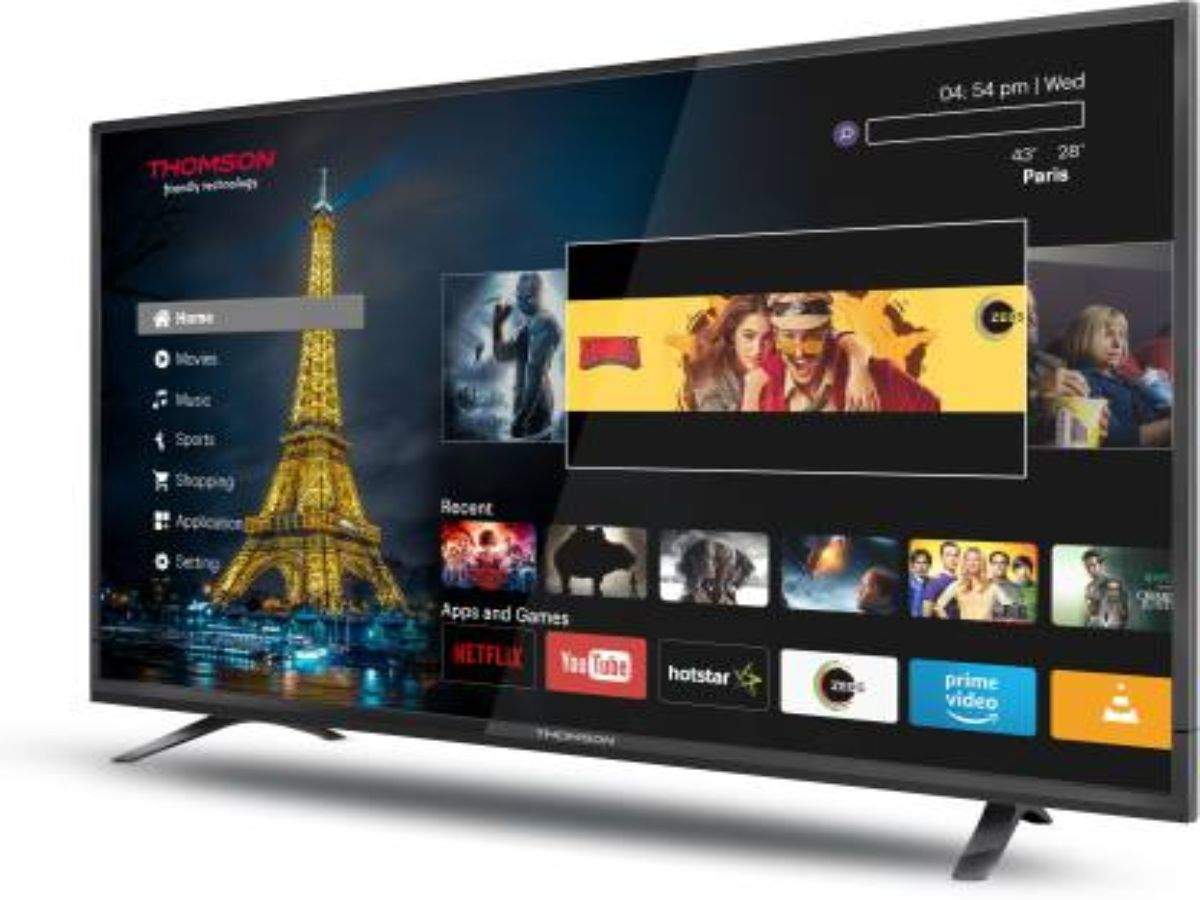 THOMSON
friendly technology
04: 54 pm | Wed
43° 28°
Paris
Home
Movies
Music
Sports
Shopping
Application
Setting
ZEE5
Recent
Apps and Games
NETFLIX
YouTube
hotstar
ZEE5
prime
video
THOMSON